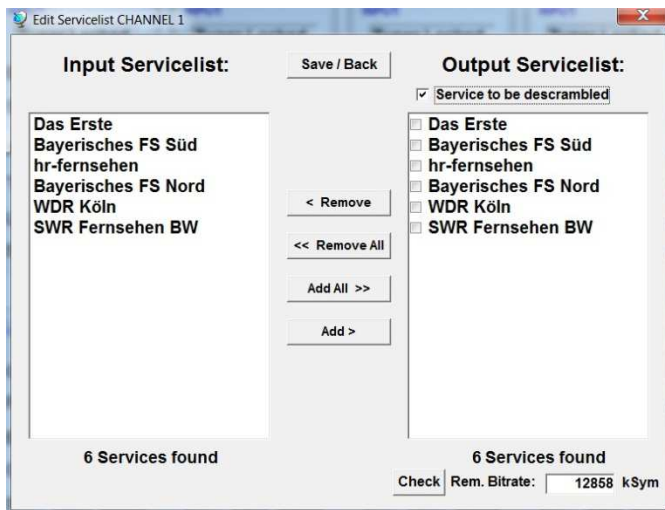 Edit Servicelist CHANNEL 1
X
Input Servicelist:
Save / Back
Output Servicelist:
Service to be descrambled
Das Erste
Bayerisches FS Süd
hr-fernsehen
Bayerisches FS Nord
WDR Köln
SWR Fernsehen BW
< Remove
<< Remove All
Add All >>
Add >
Das Erste
Bayerisches FS Süd
hr-fernsehen
Bayerisches FS Nord
WDR Köln
SWR Fernsehen BW
6 Services found
6 Services found
Check Rem. Bitrate: 12858 kSym